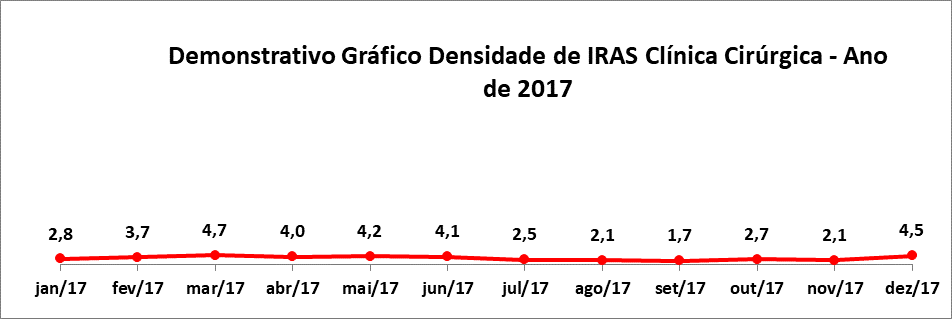 Demonstrativo Gráfico Densidade de IRAS Clínica Cirúrgica - Ano
de 2017
2,8 3,7 4,7 4,0 4,2 4,1 2,5 2,1 1,7 2,7 2,1 4,5
jan/17 fev/17 mar/17 abr/17 mai/17 jun/17 jul/17 ago/17 set/17 out/17 nov/17 dez/17